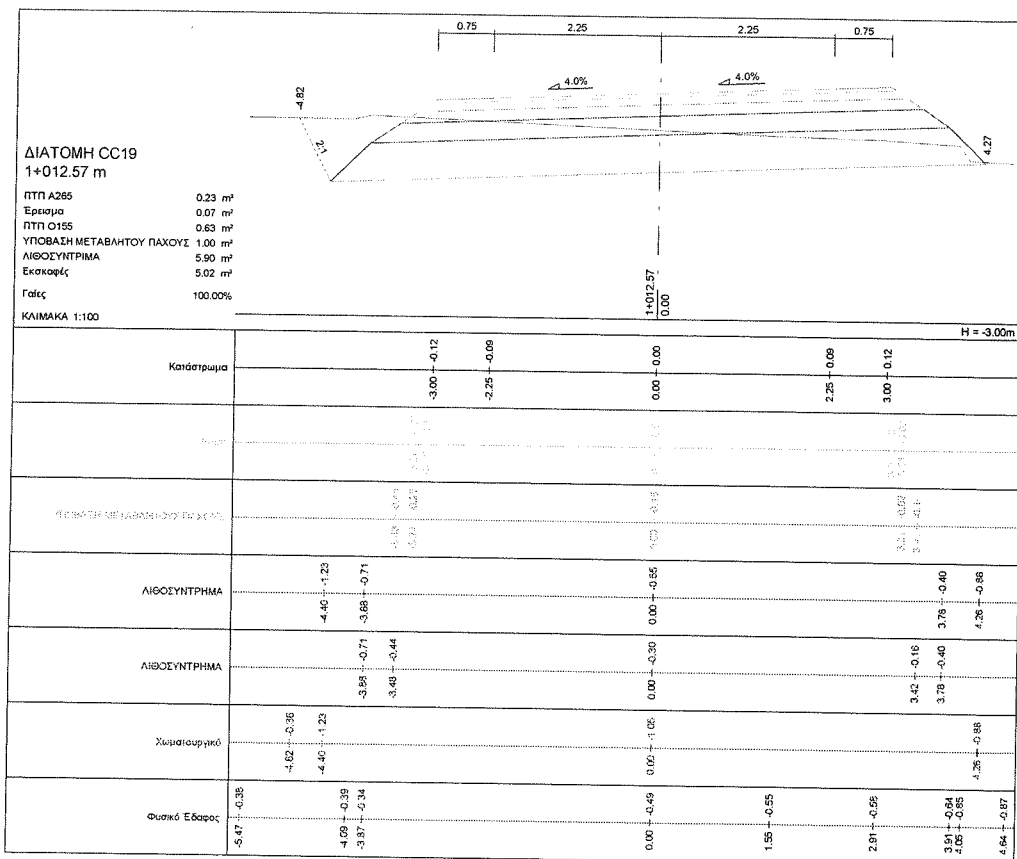 0.75 2.25 2.25 0.75
4.0% 4.0%
-4.82
2:1
4.27
ΔΙΑΤΟΜΗ CC19
1+012.57 m
ΠΤΠ Α265 0.23 m²
Έρεισμα 0.07 m²
ΠΤΠ Ο155 0.63 m²
ΥΠΟΒΑΣΗ ΜΕΤΑΒΛΗΤΟΥ ΠΑΧΟΥΣ 1.00 m²
ΛΙΘΟΣΥΝΤΡΙΜΑ 5.90 m²
Εκσκαφές 5.02 m²
Γαίες 100.00%
ΚΛΙΜΑΚΑ 1:100
1+012.57
0.00
H = -3.00m
Κατάστρωμα
-0.12 -0.09 0.00 0.09 0.12
-3.00 -2.25 0.00 2.25 3.00
ΛΙΘΟΣΥΝΤΡΗΜΑ
-1.23 -0.71 -0.55 -0.40 -0.86
-4.40 -3.88 0.00 3.78 4.26
ΛΙΘΟΣΥΝΤΡΗΜΑ
-0.71 -0.44 -0.30 -0.16 -0.40
-3.88 -3.48 0.00 3.42 3.78
Χωματουργικό
-0.36 -1.23 -1.05 -0.88
-4.82 -4.40 0.00 4.26
Φυσικό Έδαφος
-0.38 -0.39 -0.34 -0.49 -0.55 -0.58 -0.64 -0.85 -0.87
-5.47 -4.09 -3.87 0.00 1.55 2.91 3.91 4.05 4.64